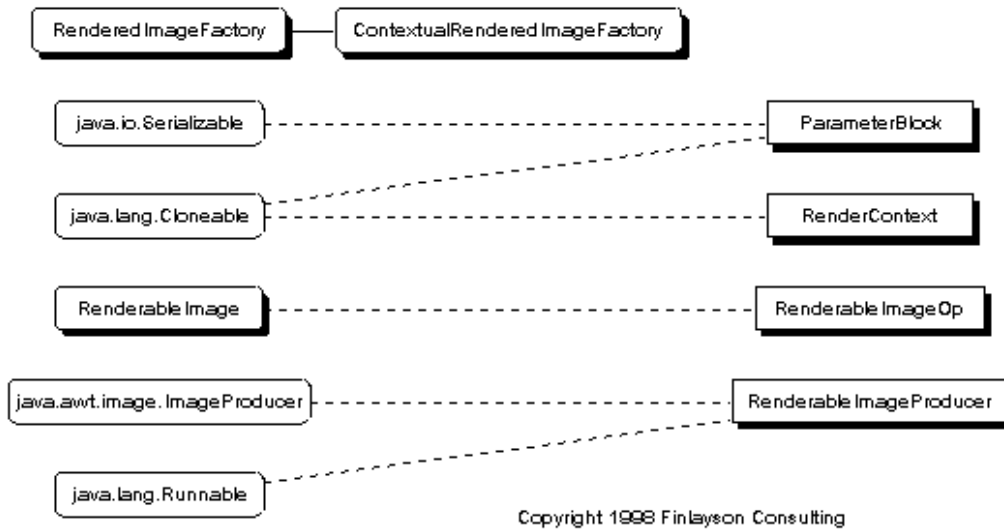 RenderedImageFactory
ContextualRenderedImageFactory
java.io.Serializable
ParameterBlock
java.lang.Cloneable
RenderContext
RenderableImage
RenderableImageOp
java.awt.image.ImageProducer
RenderableImageProducer
java.lang.Runnable
Copyright 1998 Finlayson Consulting